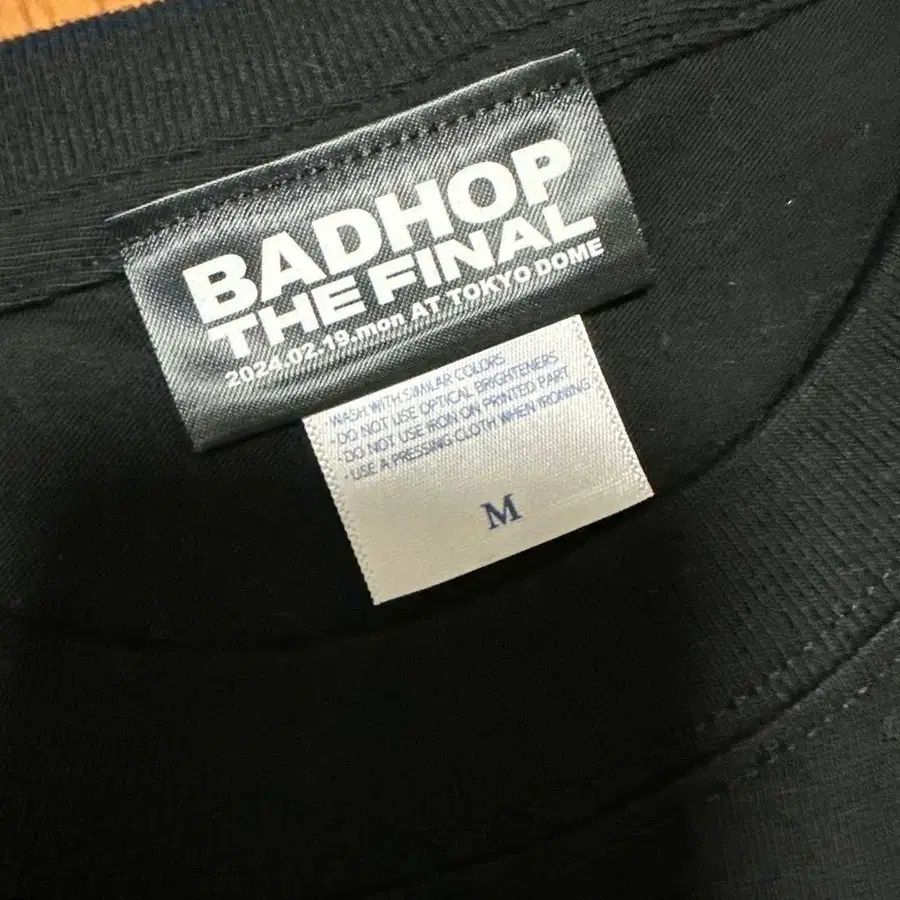 BADHOP
THE FINAL
2024.02.19.mon AT TOKYO DOME
· WASH WITH SIMILAR COLORS
· DO NOT USE OPTICAL BRIGHTENERS
· DO NOT USE IRON ON PRINTED PART
· USE A PRESSING CLOTH WHEN IRONING
M